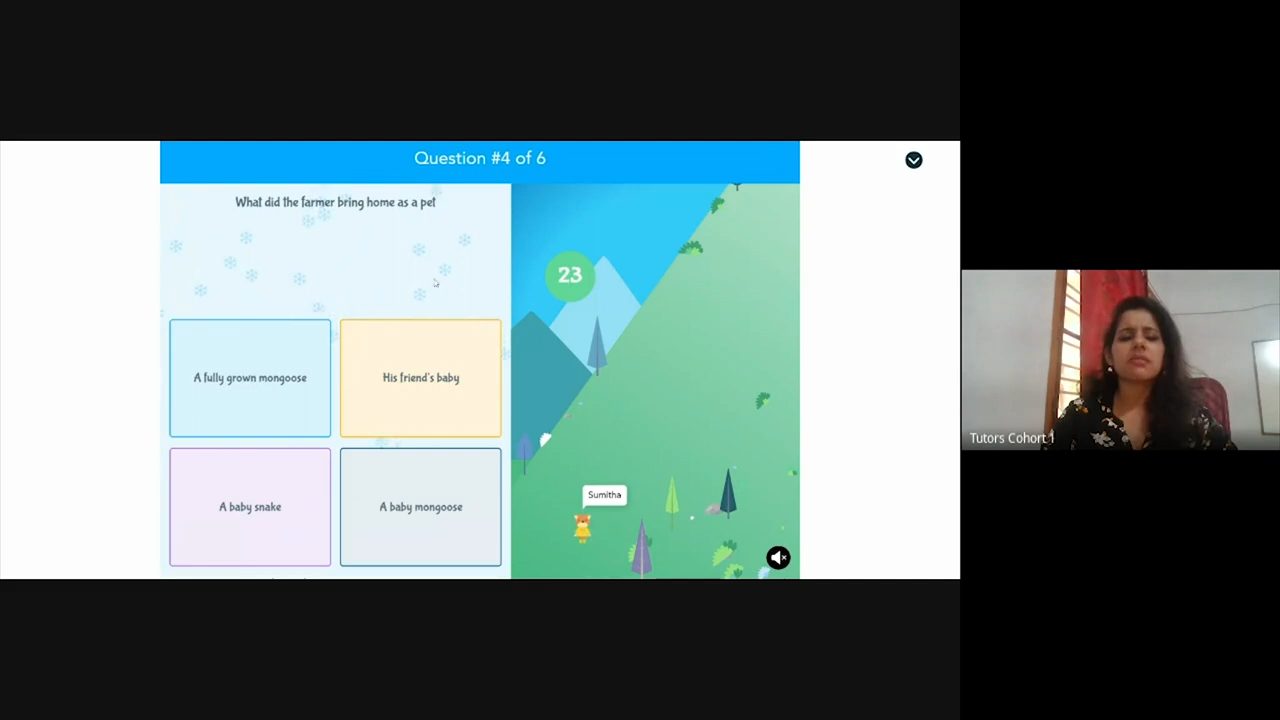 Question #4 of 6
What did the farmer bring home as a pet
23
A fully grown mongoose
His friend's baby
A baby snake
A baby mongoose
Sumitha
Tutors Cohort 1